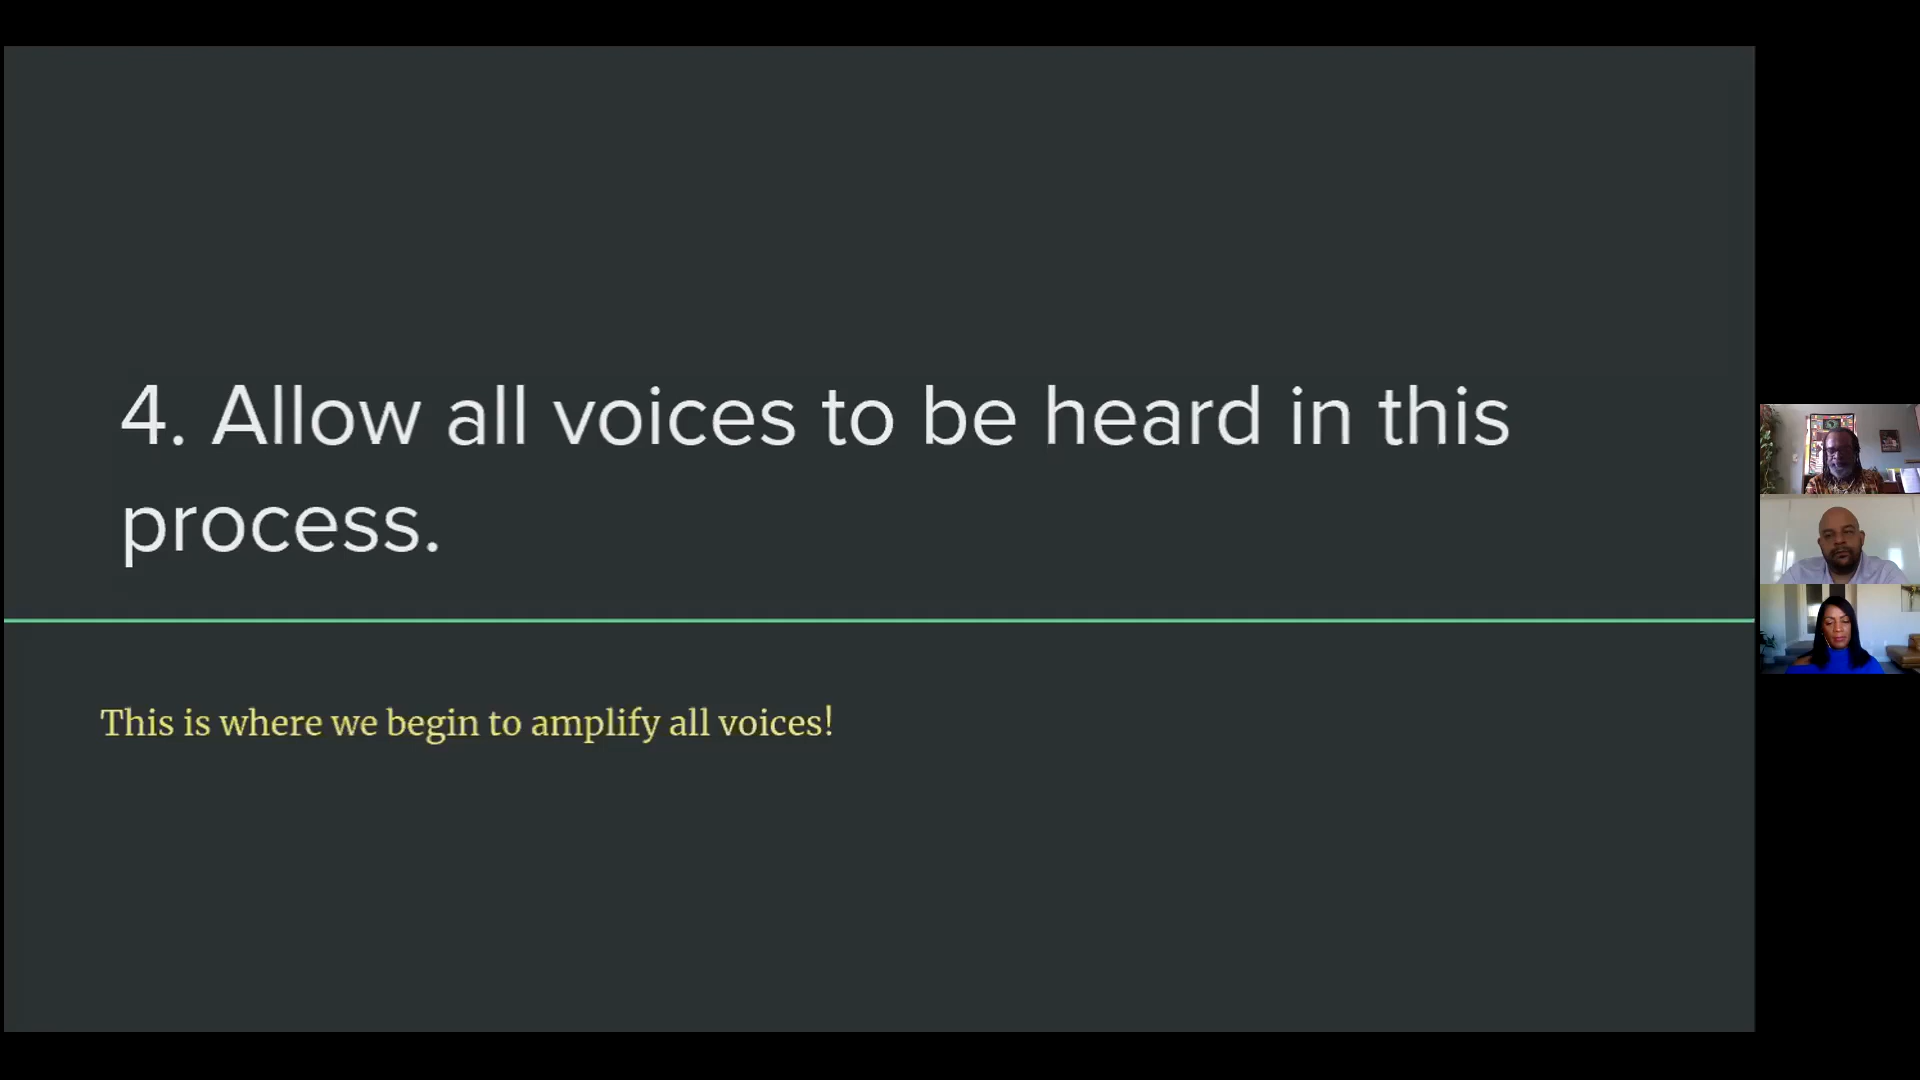 4. Allow all voices to be heard in this
process.
This is where we begin to amplify all voices!